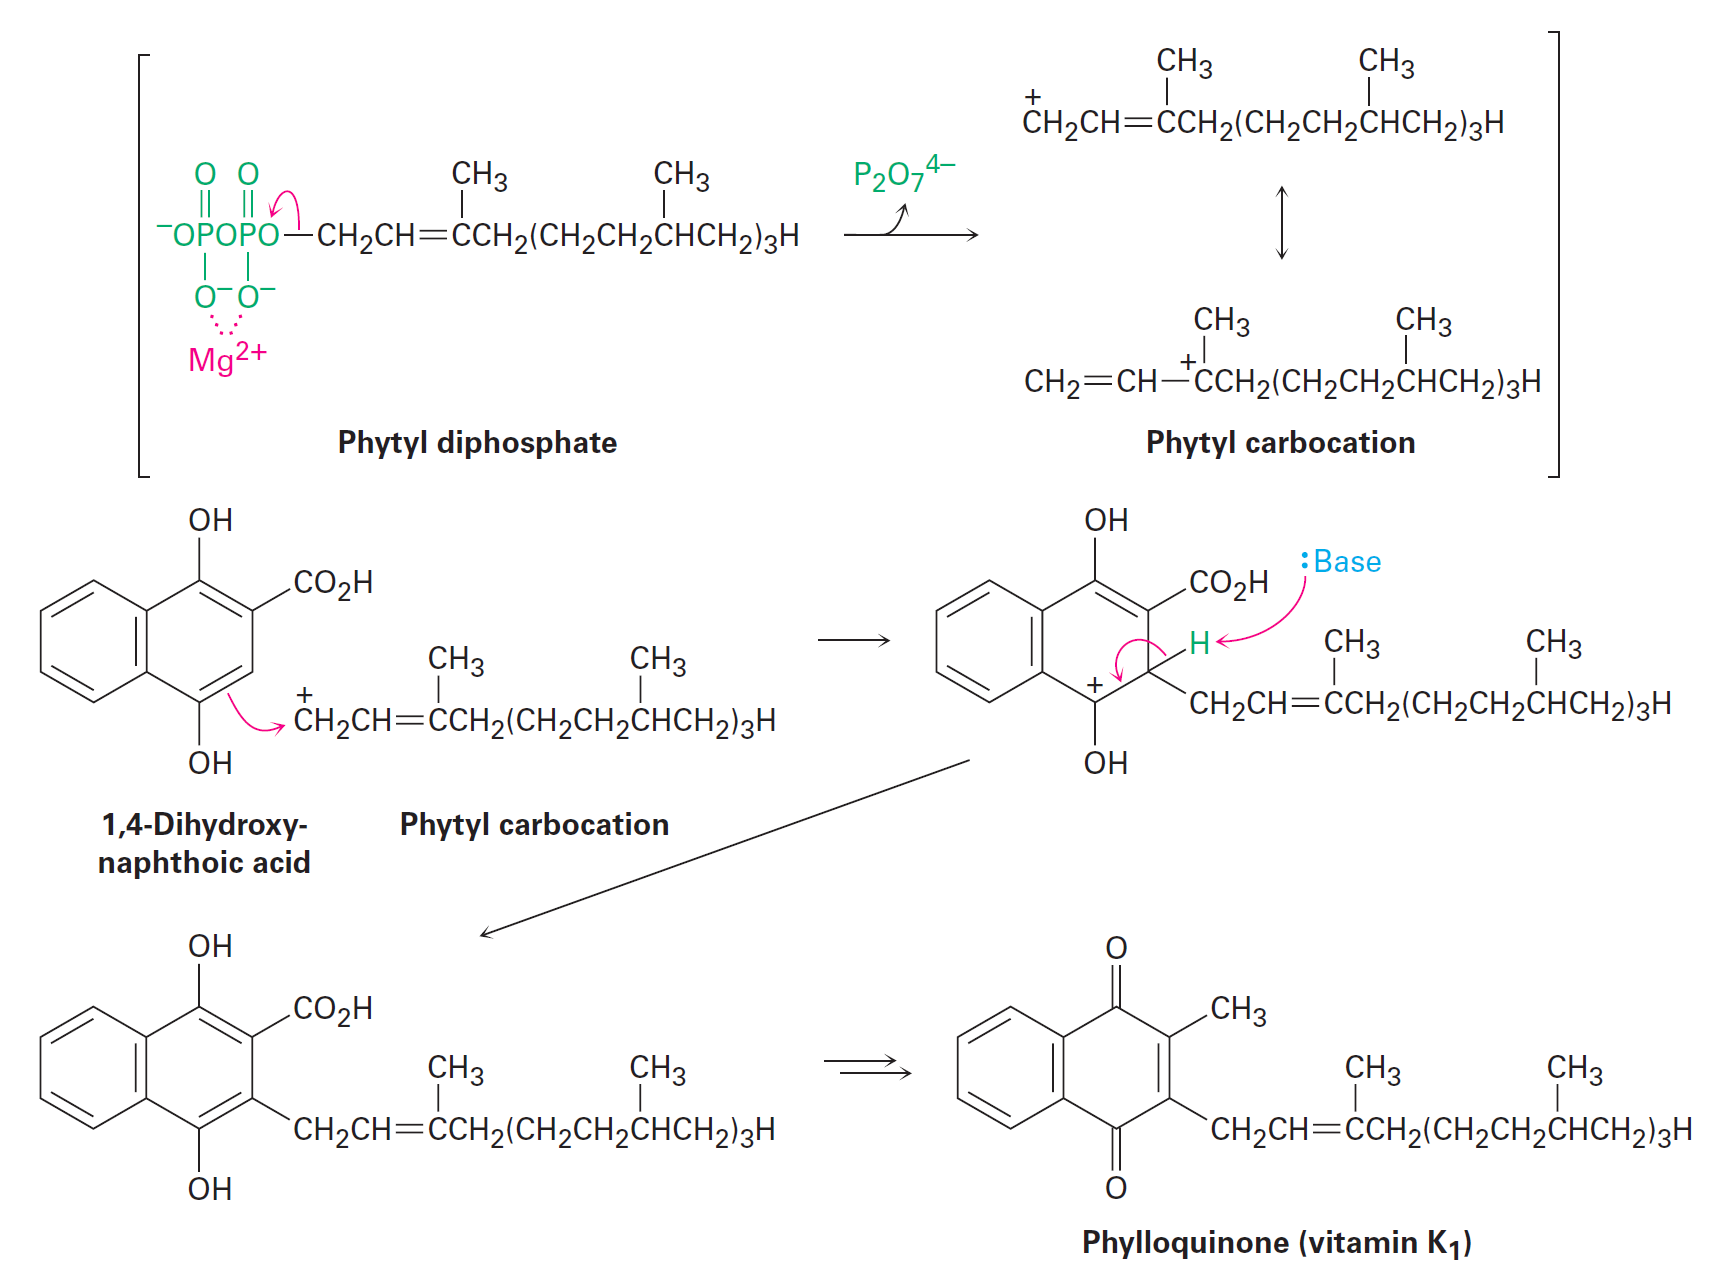 CH₃ CH₃
+
CH₂CH=CCH₂(CH₂CH₂CHCH₂)₃H
O O CH₃ CH₃ P₂O₇⁴⁻
⁻OPOPO—CH₂CH=CCH₂(CH₂CH₂CHCH₂)₃H
O⁻ O⁻
Mg²⁺
CH₃ CH₃
+
CH₂=CH—CCH₂(CH₂CH₂CHCH₂)₃H
Phytyl diphosphate Phytyl carbocation
OH OH
CO₂H CO₂H :Base
H
CH₃ CH₃ CH₃ CH₃
+ +
CH₂CH=CCH₂(CH₂CH₂CHCH₂)₃H CH₂CH=CCH₂(CH₂CH₂CHCH₂)₃H
OH OH
1,4-Dihydroxy- Phytyl carbocation
naphthoic acid
OH O
CO₂H CH₃
CH₃ CH₃ CH₃ CH₃
CH₂CH=CCH₂(CH₂CH₂CHCH₂)₃H CH₂CH=CCH₂(CH₂CH₂CHCH₂)₃H
OH O
Phylloquinone (vitamin K₁)